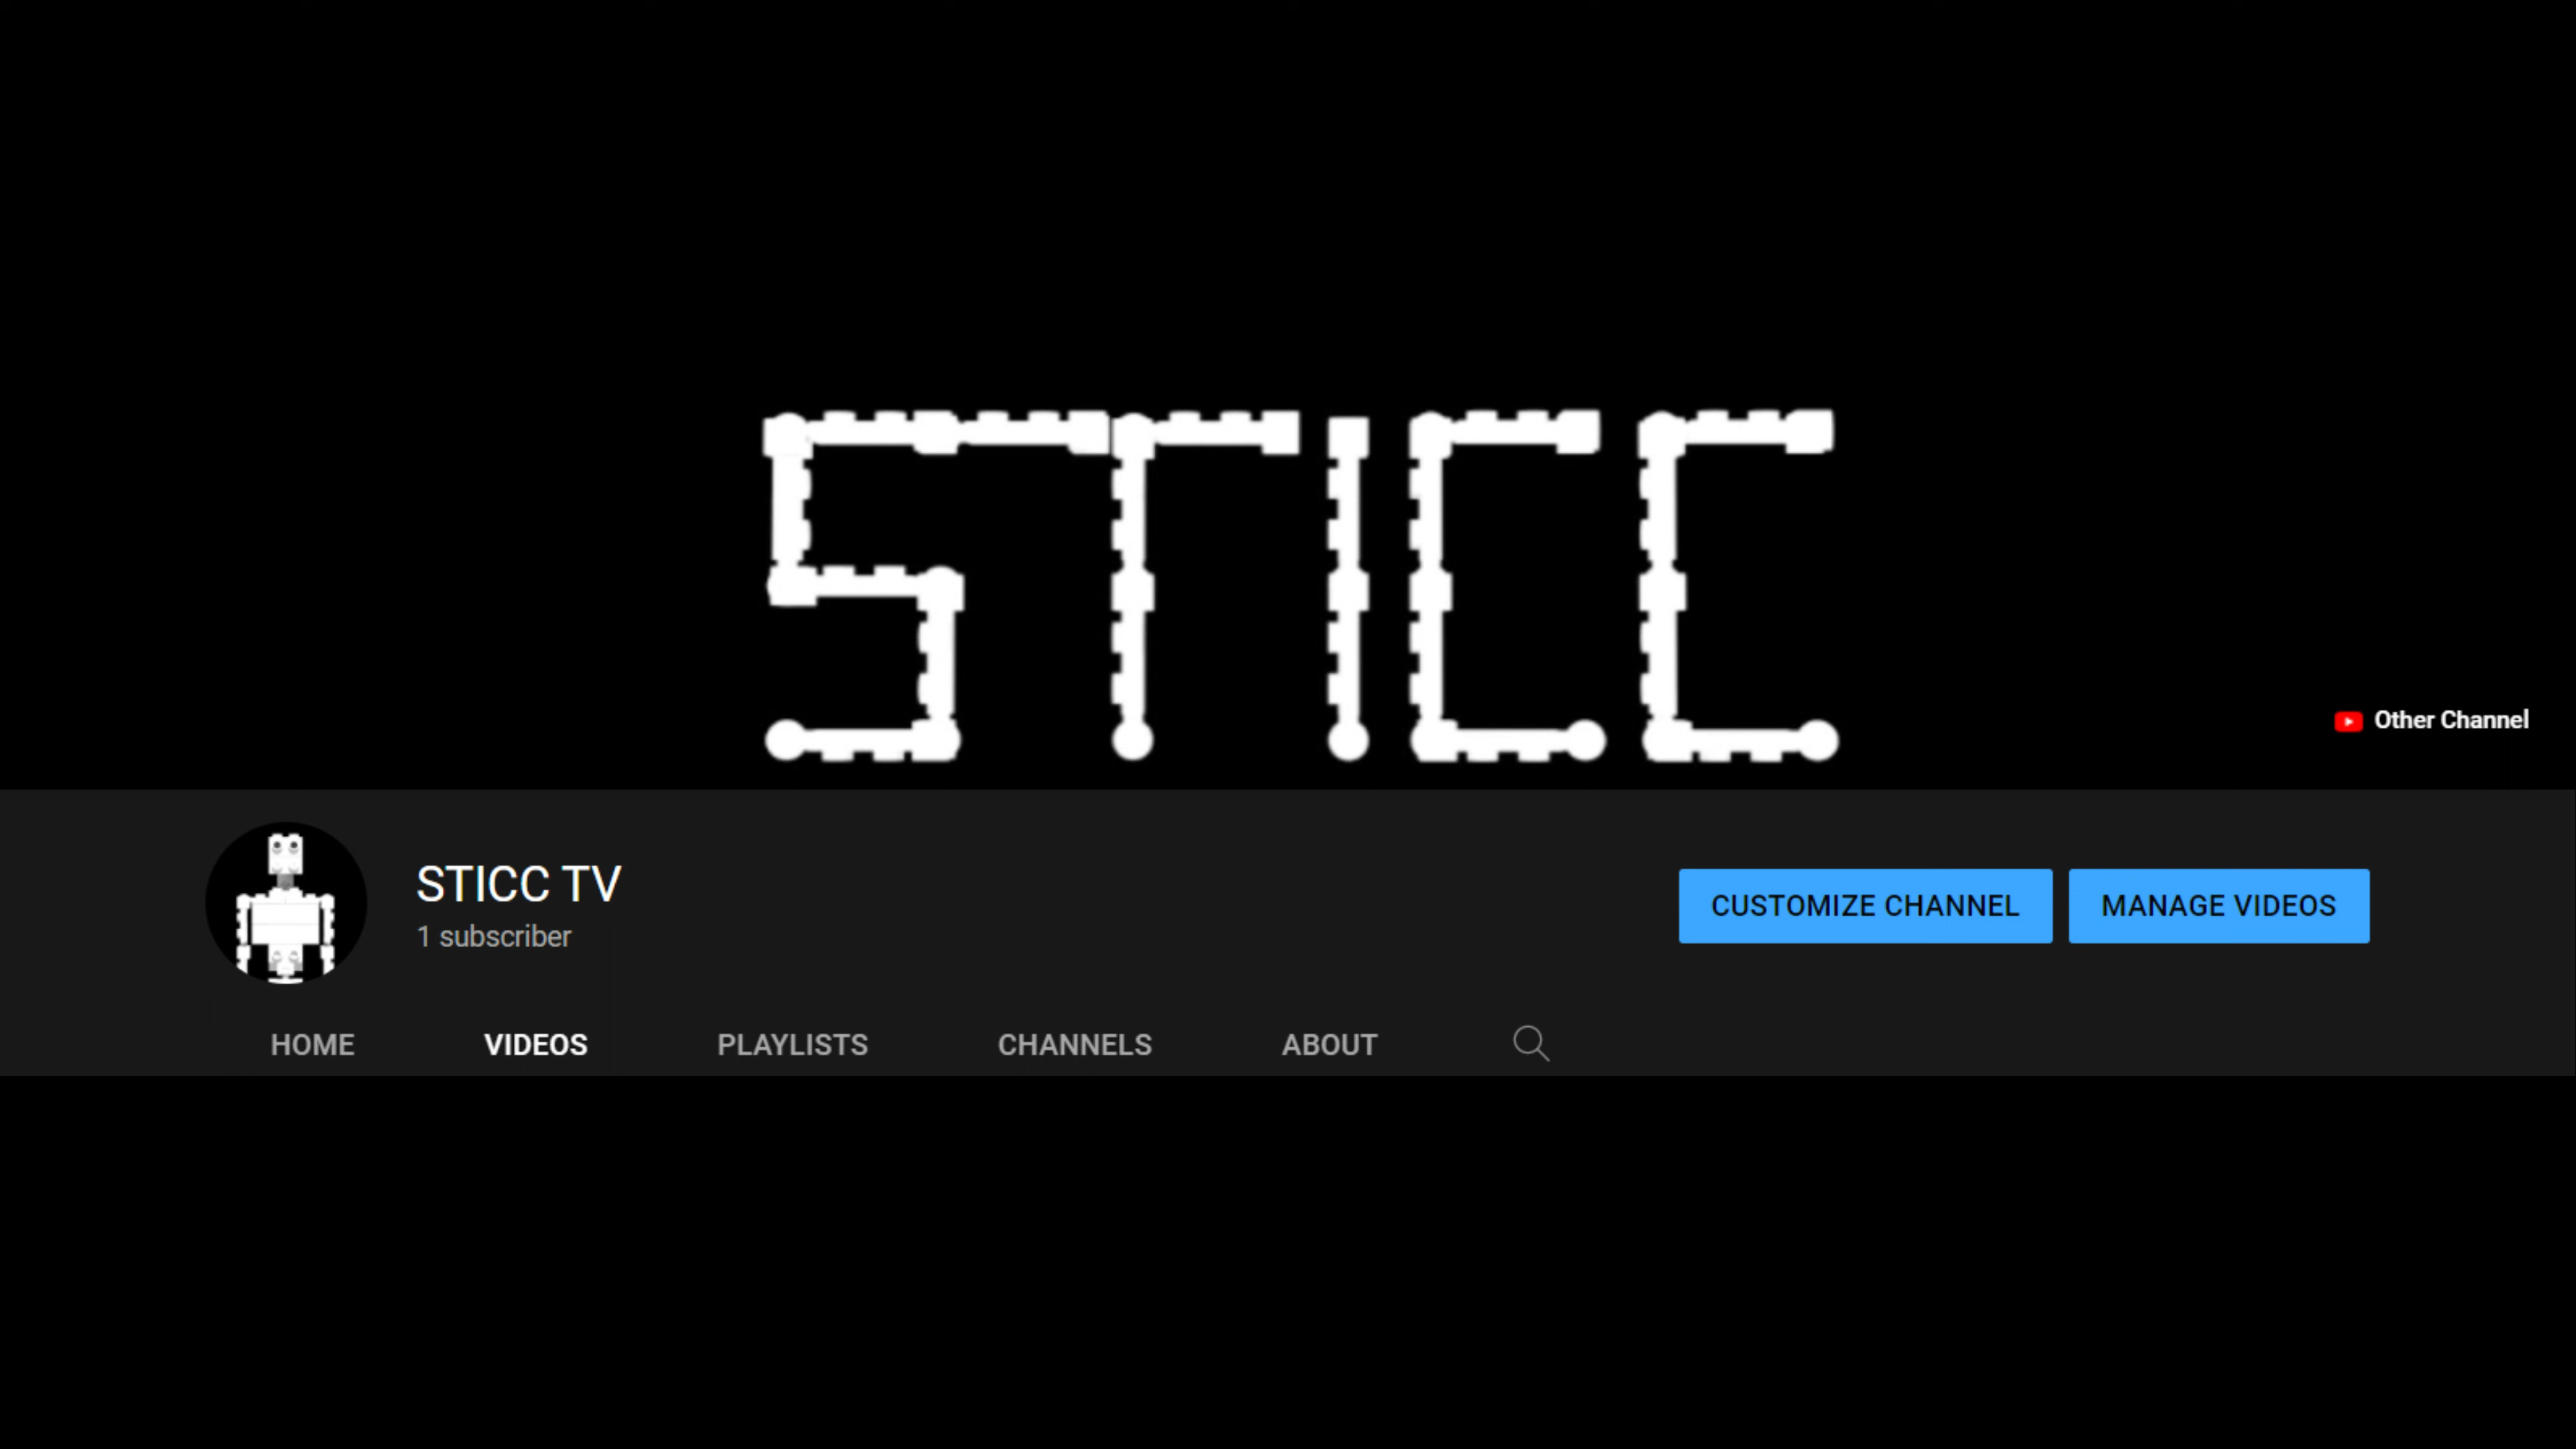 STICC
Other Channel
STICC TV
1 subscriber
CUSTOMIZE CHANNEL
MANAGE VIDEOS
HOME VIDEOS PLAYLISTS CHANNELS ABOUT